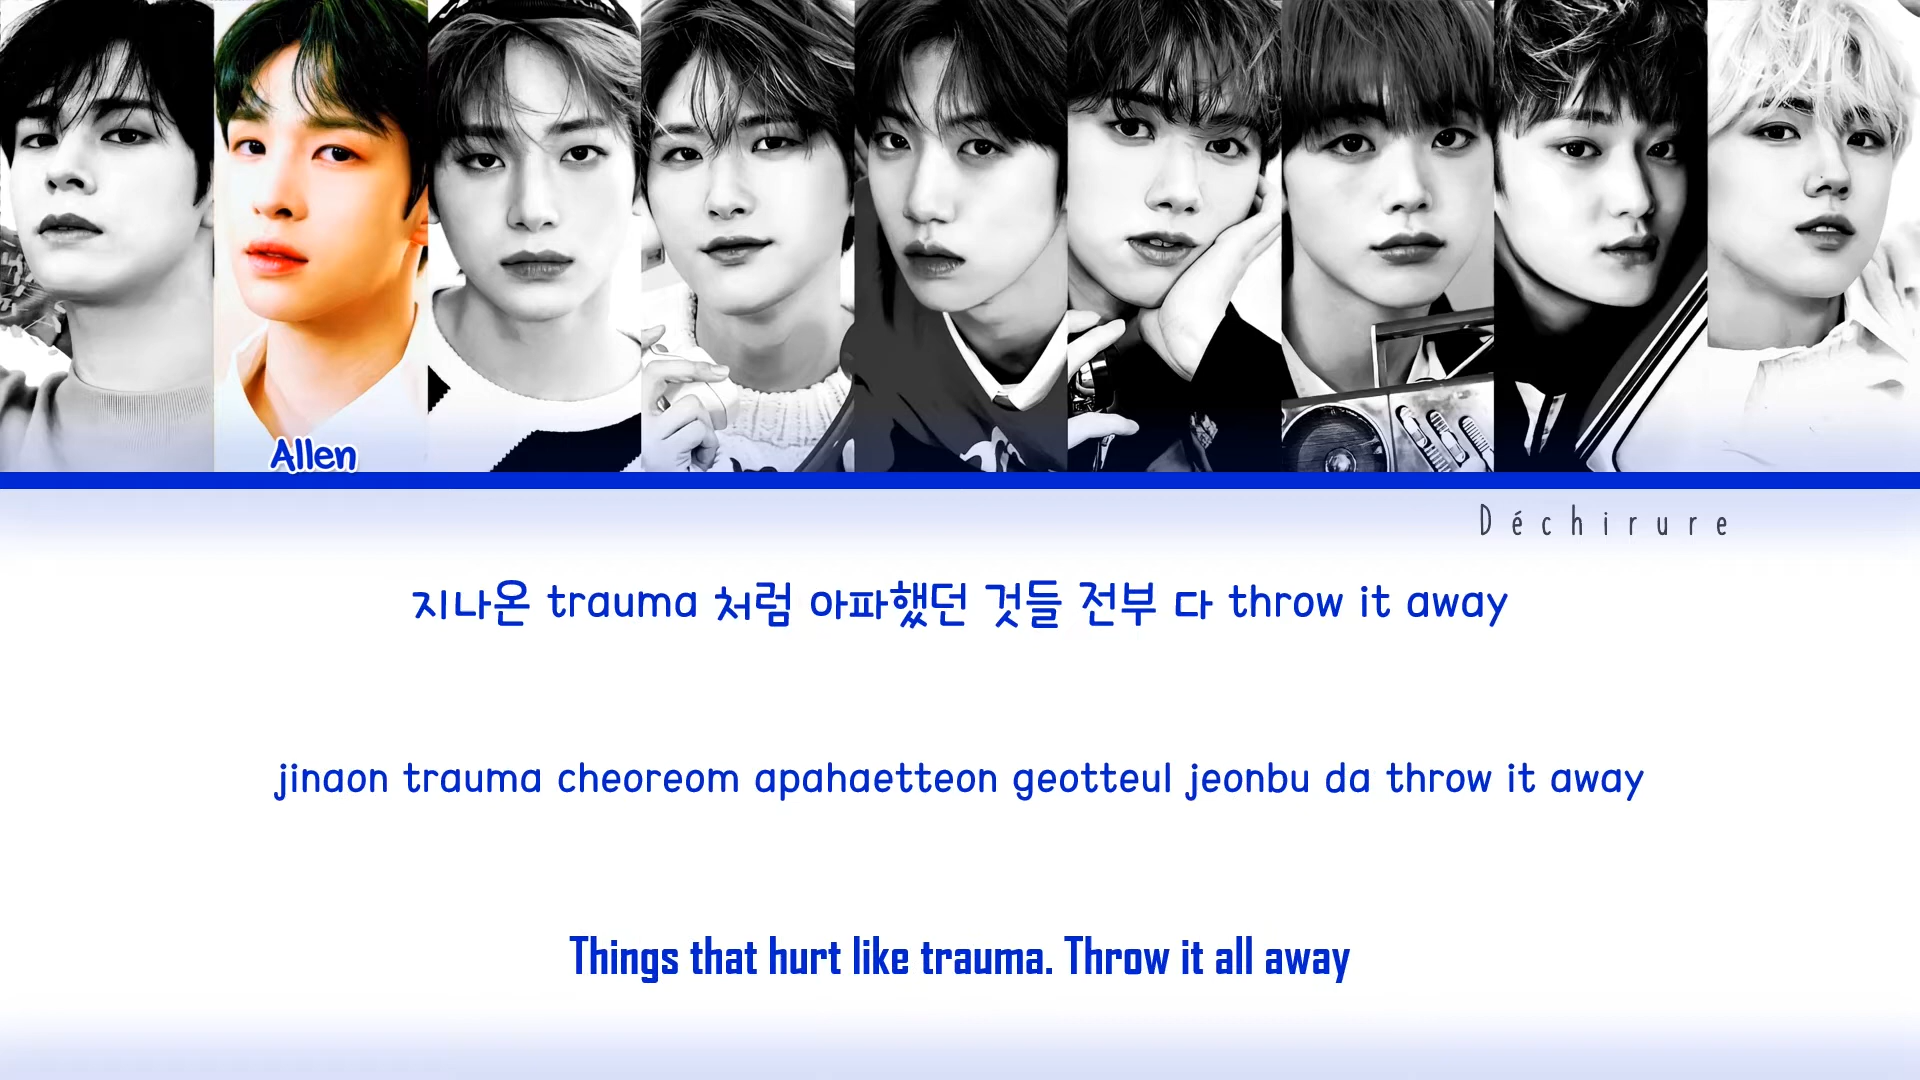 Allen
Déchirure
지나온 trauma 처럼 아파했던 것들 전부 다 throw it away
jinaon trauma cheoreom apahaetteon geotteul jeonbu da throw it away
Things that hurt like trauma. Throw it all away